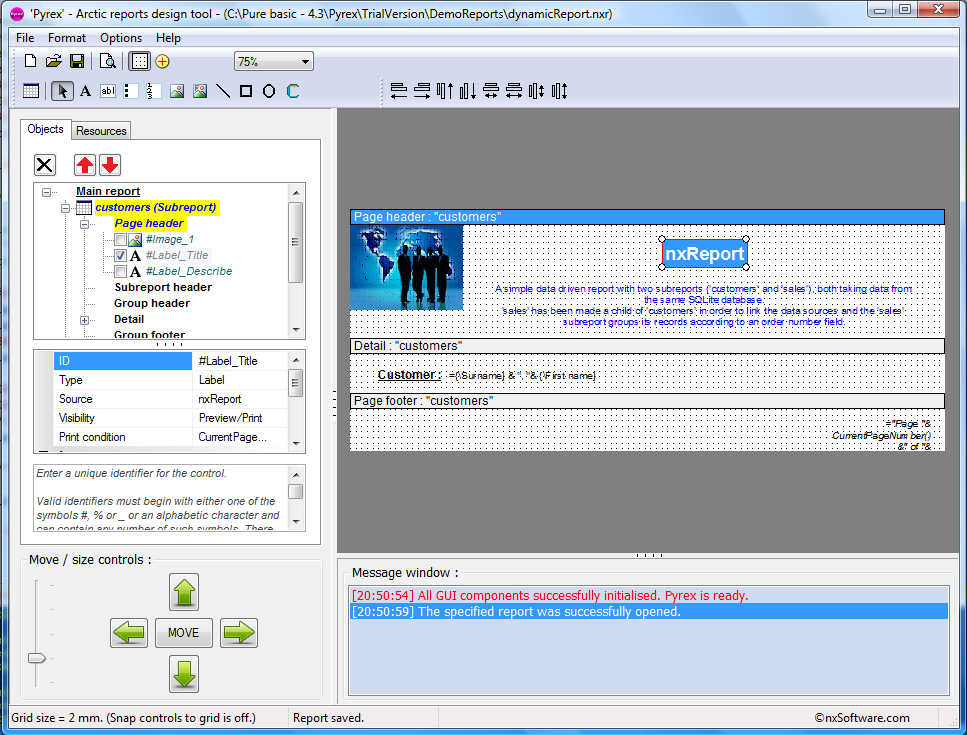 Pyrex 'Pyrex' - Arctic reports design tool - (C:\Pure basic - 4.3\Pyrex\TrialVersion\DemoReports\dynamicReport.nxr)
File Format Options Help
75%
A ab|
Objects Resources
Main report
customers (Subreport)
Page header
#Image_1
A #Label_Title
A #Label_Describe
Subreport header
Group header
Detail
Group footer
ID #Label_Title
Type Label
Source nxReport
Visibility Preview/Print
Print condition CurrentPage...
Enter a unique identifier for the control.
Valid identifiers must begin with either one of the
symbols #, % or _ or an alphabetic character and
can contain any number of such symbols. There
Move / size controls :
MOVE
Page header : "customers"
nxReport
A simple data driven report with two subreports ('customers' and 'sales'), both taking data from
the same SQLite database.
'sales' has been made a child of 'customers' in order to link the data sources and the 'sales'
subreport groups its records according to an order number field.
Detail : "customers"
Customer : ={\Surname} & ", "& {\First name}
Page footer : "customers"
="Page "&
CurrentPageNumber()
&" of "&
Message window :
[20:50:54] All GUI components successfully initialised. Pyrex is ready.
[20:50:59] The specified report was successfully opened.
Grid size = 2 mm. (Snap controls to grid is off.) Report saved. ©nxSoftware.com